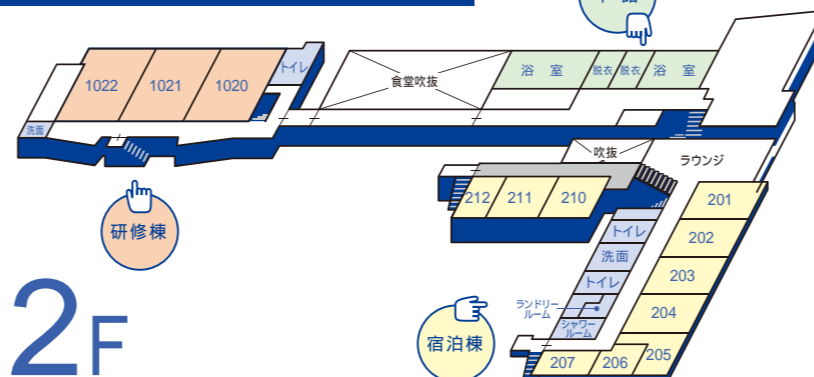 1022
1021
1020
トイレ
洗面
食堂吹抜
浴 室
脱衣
脱衣
浴 室
研修棟
吹抜
ラウンジ
212
211
210
201
202
203
204
205
206
207
トイレ
洗面
トイレ
ランドリー
ルーム
シャワー
ルーム
宿泊棟
2F